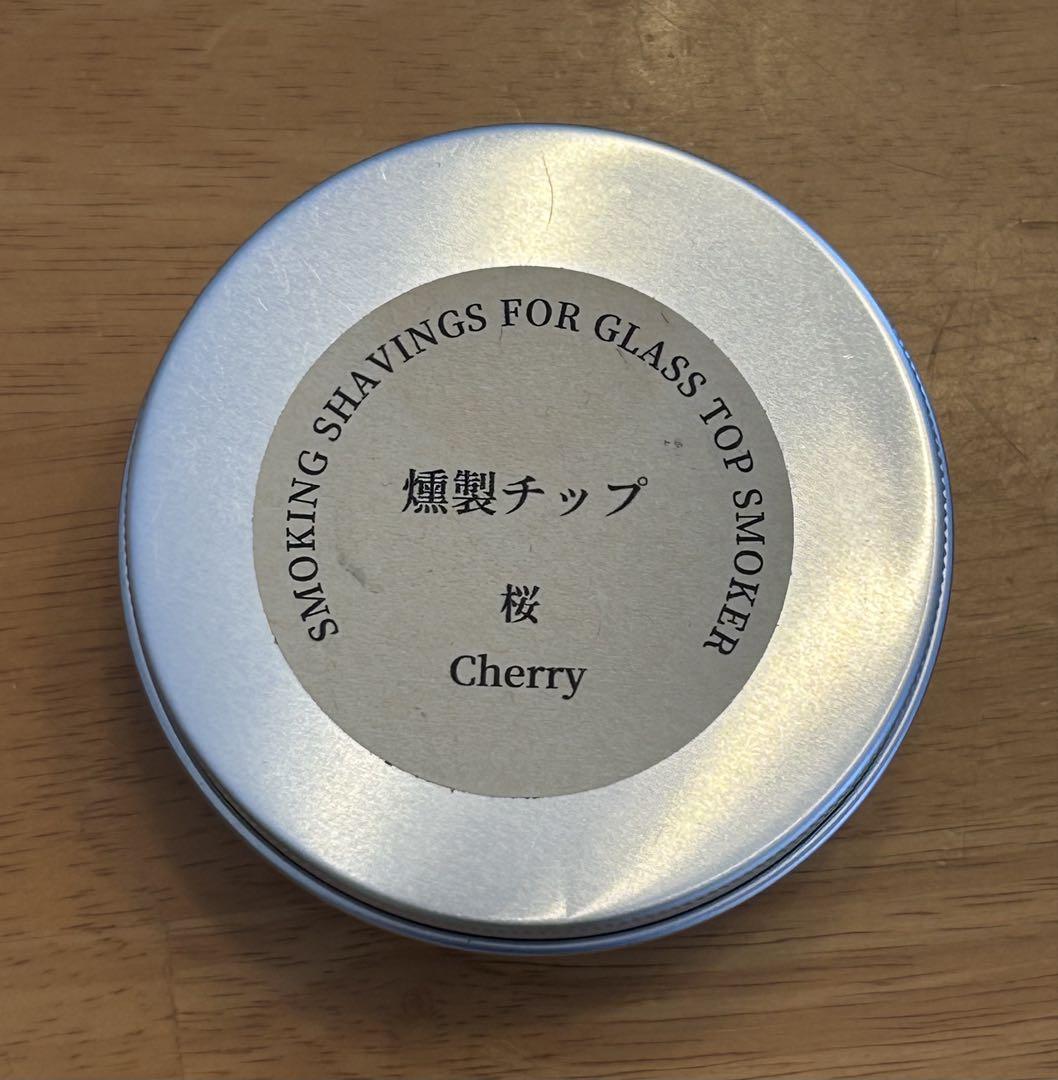 SMOKING SHAVINGS FOR GLASS TOP SMOKER
燻製チップ
桜
Cherry